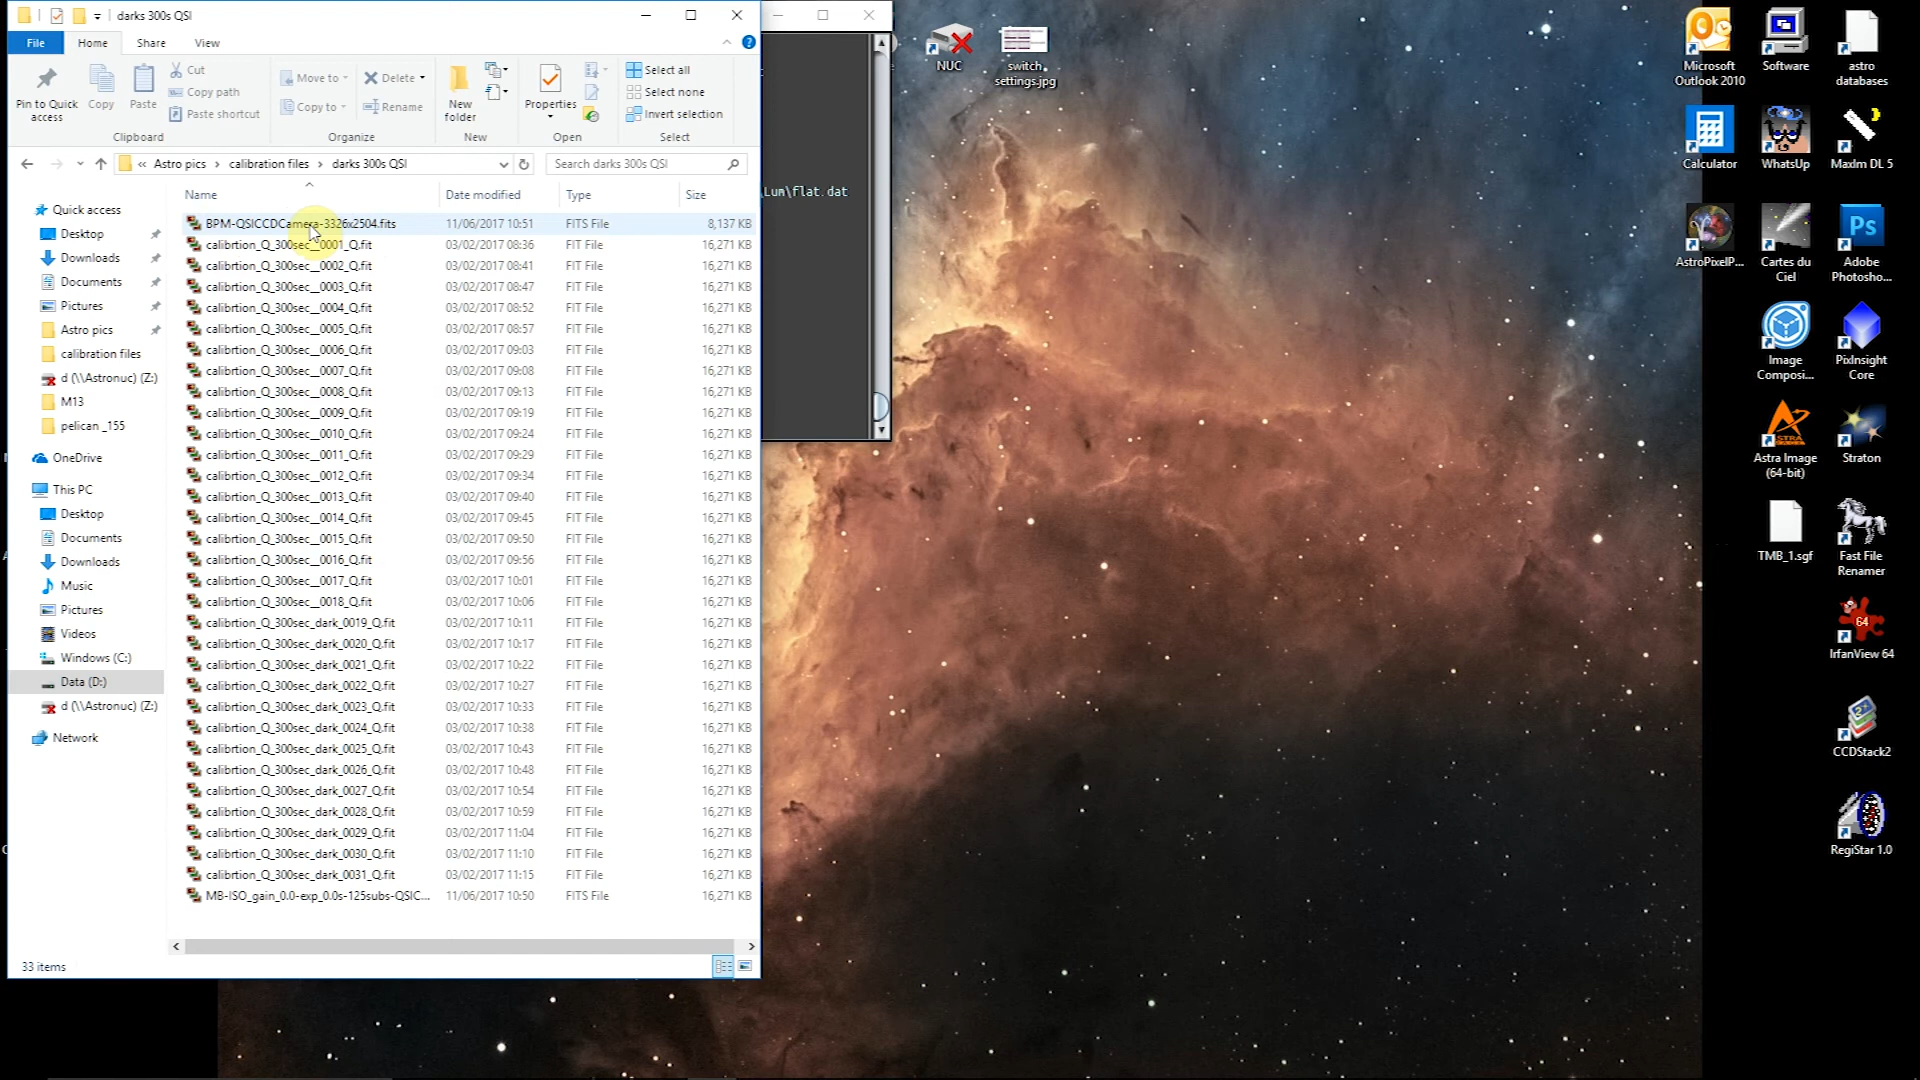 darks 300s QSI
File Home Share View
Pin to Quick access
Copy
Paste
Cut
Copy path
Paste shortcut
Clipboard
Move to
Copy to
Delete
Rename
Organize
New folder
New
Properties
Open
Select all
Select none
Invert selection
Select
« Astro pics › calibration files › darks 300s QSI
Search darks 300s QSI
Name Date modified Type Size
Quick access
Desktop
Downloads
Documents
Pictures
Astro pics
calibration files
d (\\Astronuc) (Z:)
M13
pelican _155
OneDrive
This PC
Desktop
Documents
Downloads
Music
Pictures
Videos
Windows (C:)
Data (D:)
d (\\Astronuc) (Z:)
Network
BPM-QSICCDCamera-3326x2504.fits 11/06/2017 10:51 FITS File 8,137 KB
calibrtion_Q_300sec__0001_Q.fit 03/02/2017 08:36 FIT File 16,271 KB
calibrtion_Q_300sec__0002_Q.fit 03/02/2017 08:41 FIT File 16,271 KB
calibrtion_Q_300sec__0003_Q.fit 03/02/2017 08:47 FIT File 16,271 KB
calibrtion_Q_300sec__0004_Q.fit 03/02/2017 08:52 FIT File 16,271 KB
calibrtion_Q_300sec__0005_Q.fit 03/02/2017 08:57 FIT File 16,271 KB
calibrtion_Q_300sec__0006_Q.fit 03/02/2017 09:03 FIT File 16,271 KB
calibrtion_Q_300sec__0007_Q.fit 03/02/2017 09:08 FIT File 16,271 KB
calibrtion_Q_300sec__0008_Q.fit 03/02/2017 09:13 FIT File 16,271 KB
calibrtion_Q_300sec__0009_Q.fit 03/02/2017 09:19 FIT File 16,271 KB
calibrtion_Q_300sec__0010_Q.fit 03/02/2017 09:24 FIT File 16,271 KB
calibrtion_Q_300sec__0011_Q.fit 03/02/2017 09:29 FIT File 16,271 KB
calibrtion_Q_300sec__0012_Q.fit 03/02/2017 09:34 FIT File 16,271 KB
calibrtion_Q_300sec__0013_Q.fit 03/02/2017 09:40 FIT File 16,271 KB
calibrtion_Q_300sec__0014_Q.fit 03/02/2017 09:45 FIT File 16,271 KB
calibrtion_Q_300sec__0015_Q.fit 03/02/2017 09:50 FIT File 16,271 KB
calibrtion_Q_300sec__0016_Q.fit 03/02/2017 09:56 FIT File 16,271 KB
calibrtion_Q_300sec__0017_Q.fit 03/02/2017 10:01 FIT File 16,271 KB
calibrtion_Q_300sec__0018_Q.fit 03/02/2017 10:06 FIT File 16,271 KB
calibrtion_Q_300sec_dark_0019_Q.fit 03/02/2017 10:11 FIT File 16,271 KB
calibrtion_Q_300sec_dark_0020_Q.fit 03/02/2017 10:17 FIT File 16,271 KB
calibrtion_Q_300sec_dark_0021_Q.fit 03/02/2017 10:22 FIT File 16,271 KB
calibrtion_Q_300sec_dark_0022_Q.fit 03/02/2017 10:27 FIT File 16,271 KB
calibrtion_Q_300sec_dark_0023_Q.fit 03/02/2017 10:33 FIT File 16,271 KB
calibrtion_Q_300sec_dark_0024_Q.fit 03/02/2017 10:38 FIT File 16,271 KB
calibrtion_Q_300sec_dark_0025_Q.fit 03/02/2017 10:43 FIT File 16,271 KB
calibrtion_Q_300sec_dark_0026_Q.fit 03/02/2017 10:48 FIT File 16,271 KB
calibrtion_Q_300sec_dark_0027_Q.fit 03/02/2017 10:54 FIT File 16,271 KB
calibrtion_Q_300sec_dark_0028_Q.fit 03/02/2017 10:59 FIT File 16,271 KB
calibrtion_Q_300sec_dark_0029_Q.fit 03/02/2017 11:04 FIT File 16,271 KB
calibrtion_Q_300sec_dark_0030_Q.fit 03/02/2017 11:10 FIT File 16,271 KB
calibrtion_Q_300sec_dark_0031_Q.fit 03/02/2017 11:15 FIT File 16,271 KB
MB-ISO_gain_0.0-exp_0.0s-125subs-QSIC... 11/06/2017 10:50 FITS File 16,271 KB
33 items
Lum\flat.dat
NUC
switch settings.jpg
Microsoft Outlook 2010
Software
astro databases
Calculator
WhatsUp
MaxIm DL 5
AstroPixelP...
Cartes du Ciel
Ps
Adobe Photosho...
Image Composi...
PixInsight Core
Astra Image (64-bit)
Straton
TMB_1.sgf
Fast File Renamer
64
IrfanView 64
CCDStack2
RegiStar 1.0